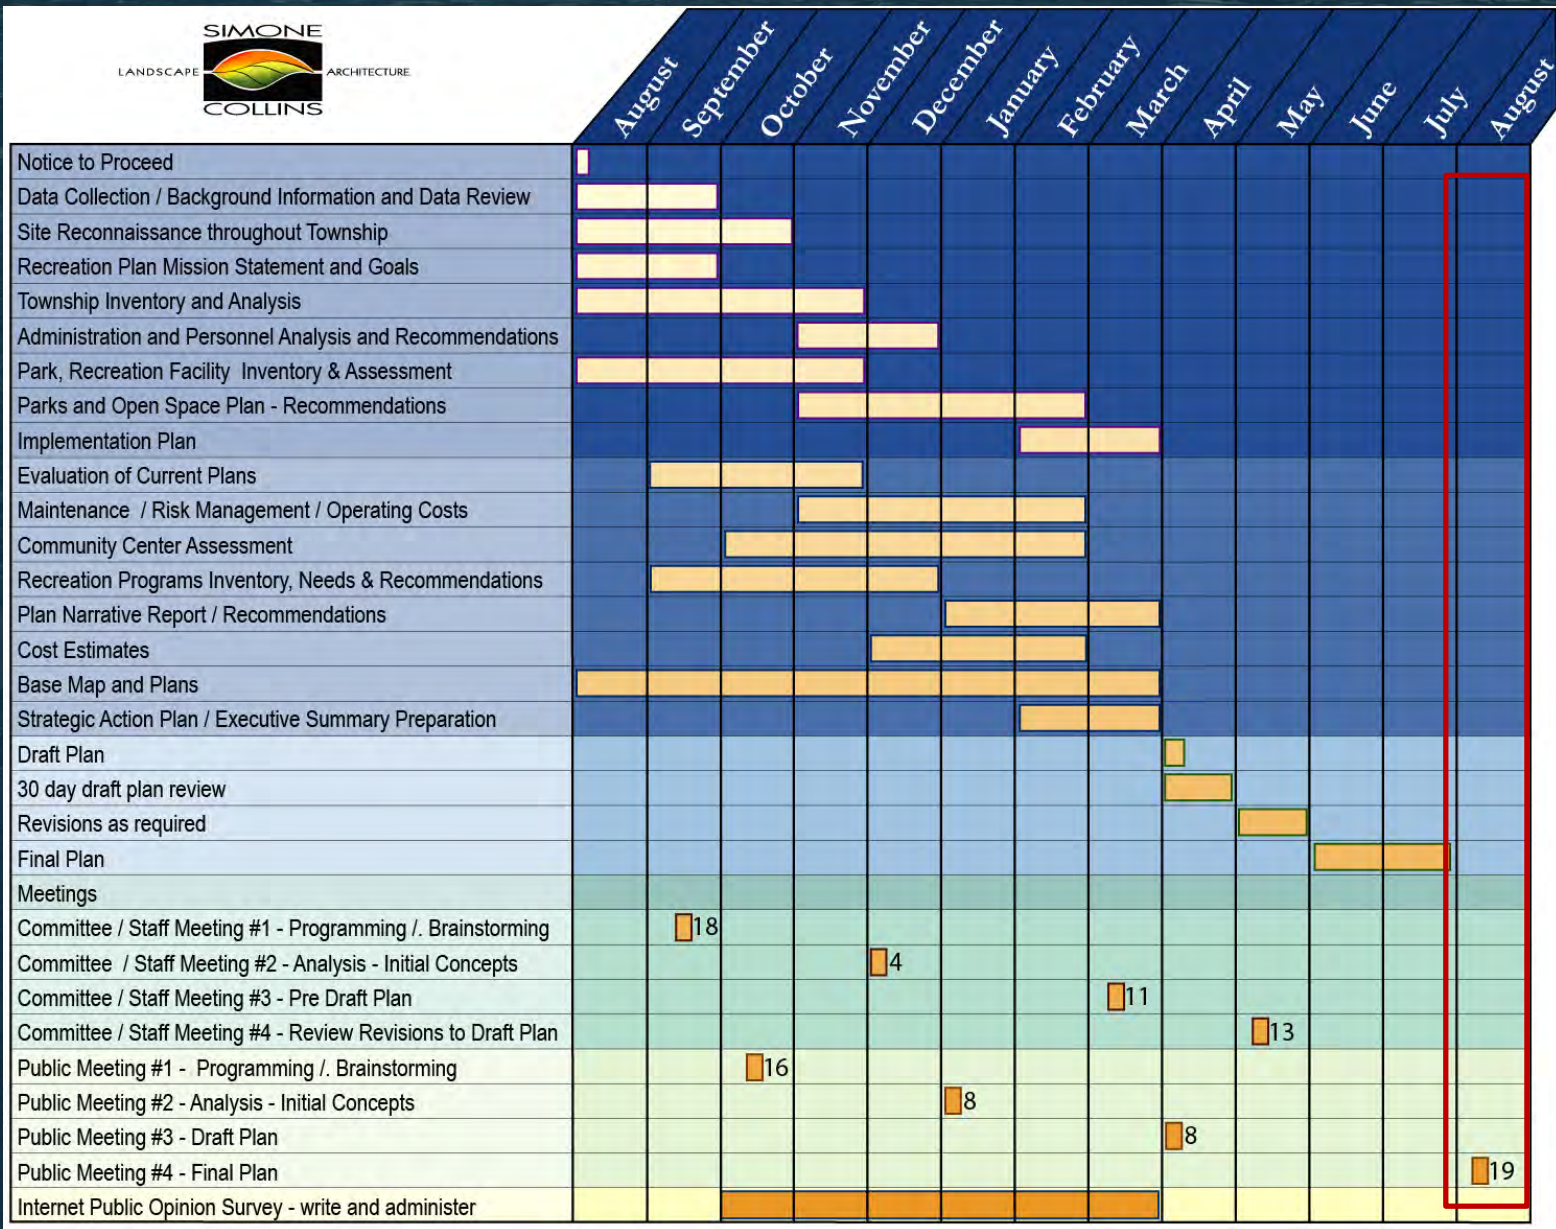 SIMONE
LANDSCAPE ARCHITECTURE
COLLINS
August September October November December January February March April May June July August
Notice to Proceed
Data Collection / Background Information and Data Review
Site Reconnaissance throughout Township
Recreation Plan Mission Statement and Goals
Township Inventory and Analysis
Administration and Personnel Analysis and Recommendations
Park, Recreation Facility Inventory & Assessment
Parks and Open Space Plan - Recommendations
Implementation Plan
Evaluation of Current Plans
Maintenance / Risk Management / Operating Costs
Community Center Assessment
Recreation Programs Inventory, Needs & Recommendations
Plan Narrative Report / Recommendations
Cost Estimates
Base Map and Plans
Strategic Action Plan / Executive Summary Preparation
Draft Plan
30 day draft plan review
Revisions as required
Final Plan
Meetings
Committee / Staff Meeting #1 - Programming /. Brainstorming 18
Committee / Staff Meeting #2 - Analysis - Initial Concepts 4
Committee / Staff Meeting #3 - Pre Draft Plan 11
Committee / Staff Meeting #4 - Review Revisions to Draft Plan 13
Public Meeting #1 - Programming /. Brainstorming 16
Public Meeting #2 - Analysis - Initial Concepts 8
Public Meeting #3 - Draft Plan 8
Public Meeting #4 - Final Plan 19
Internet Public Opinion Survey - write and administer